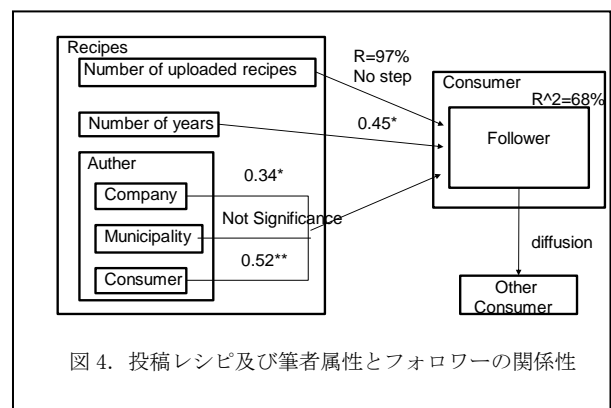 Recipes
Number of uploaded recipes
R=97%
No step
Consumer
R^2=68%
Number of years
0.45*
Follower
Auther
0.34*
Company
Not Significance
Municipality
0.52**
Consumer
diffusion
Other
Consumer
図 4. 投稿レシピ及び筆者属性とフォロワーの関係性